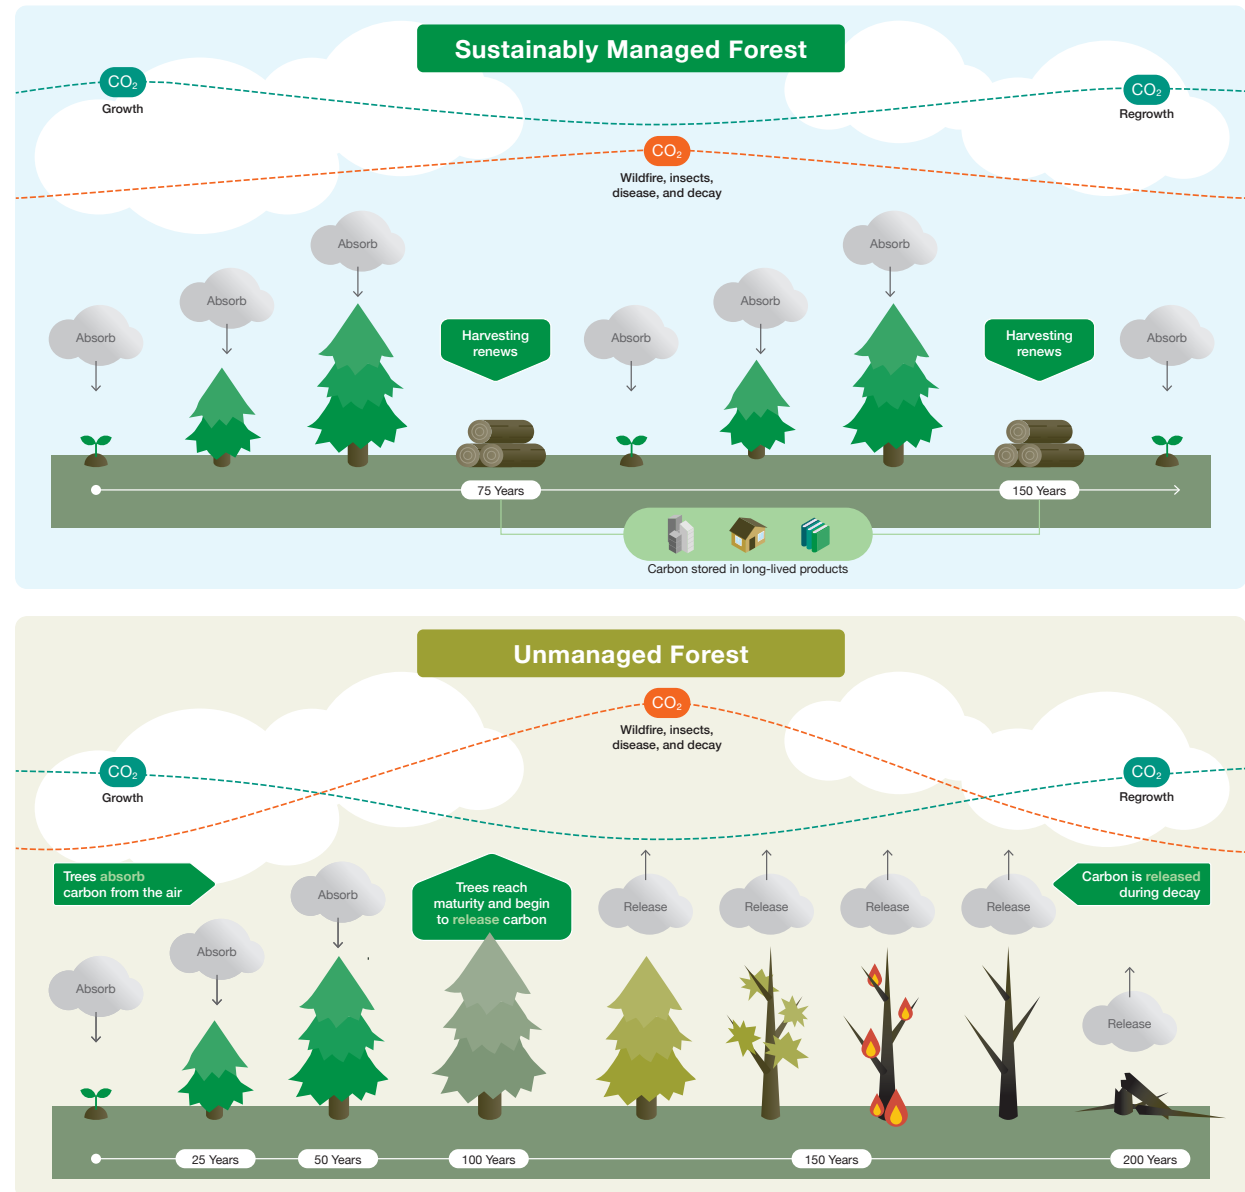 Sustainably Managed Forest
CO₂
Growth
CO₂
Regrowth
CO₂
Wildfire, insects,
disease, and decay
Absorb
Absorb
Absorb
Harvesting
renews
Absorb
Absorb
Absorb
Harvesting
renews
Absorb
75 Years
150 Years
Carbon stored in long-lived products
Unmanaged Forest
CO₂
Wildfire, insects,
disease, and decay
CO₂
Growth
CO₂
Regrowth
Trees absorb
carbon from the air
Absorb
Absorb
Absorb
Trees reach
maturity and begin
to release carbon
Release
Release
Release
Release
Carbon is released
during decay
Release
25 Years
50 Years
100 Years
150 Years
200 Years